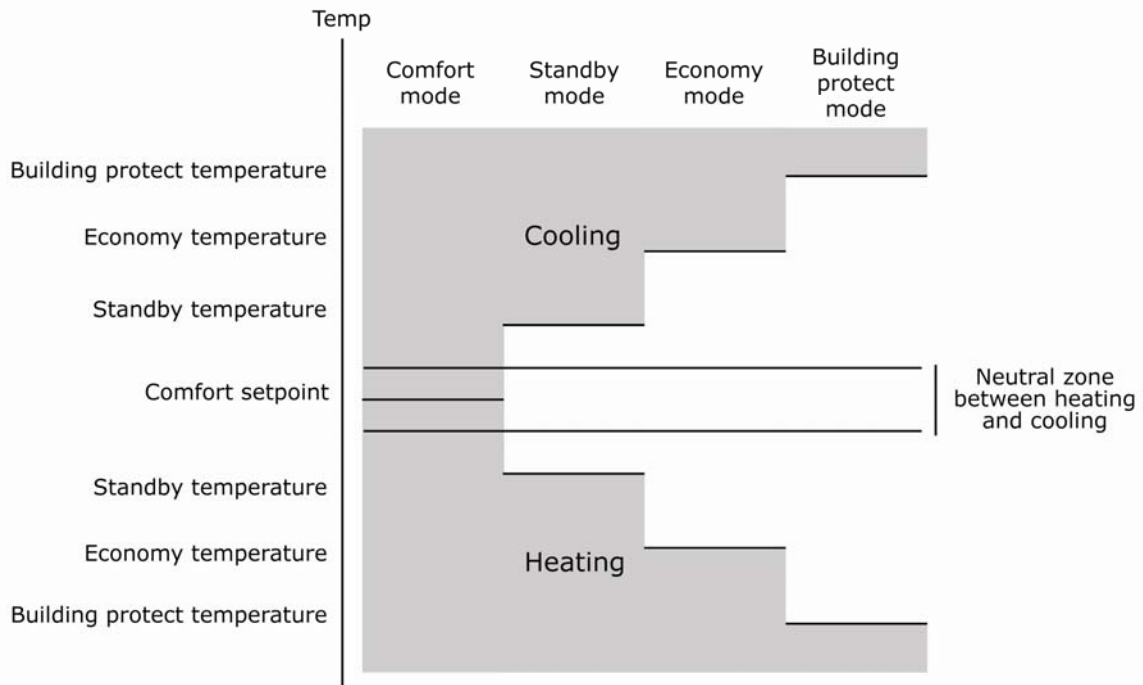 Temp
Comfort
mode
Standby
mode
Economy
mode
Building
protect
mode
Building protect temperature
Economy temperature
Cooling
Standby temperature
Comfort setpoint
Neutral zone
between heating
and cooling
Standby temperature
Economy temperature
Heating
Building protect temperature